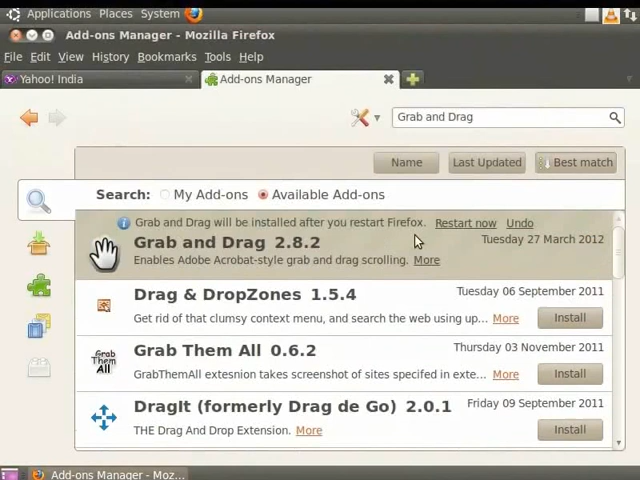 Applications Places System
Add-ons Manager - Mozilla Firefox
File Edit View History Bookmarks Tools Help
Yahoo! India Add-ons Manager
Grab and Drag
Name Last Updated Best match
Search: My Add-ons Available Add-ons
Grab and Drag will be installed after you restart Firefox. Restart now Undo
Grab and Drag 2.8.2 Tuesday 27 March 2012
Enables Adobe Acrobat-style grab and drag scrolling. More
Drag & DropZones 1.5.4 Tuesday 06 September 2011
Get rid of that clumsy context menu, and search the web using up... More Install
Grab Them All 0.6.2 Thursday 03 November 2011
Grab Them All
GrabThemAll extesnion takes screenshot of sites specifed in exte... More Install
DragIt (formerly Drag de Go) 2.0.1 Friday 09 September 2011
THE Drag And Drop Extension. More Install
Add-ons Manager - Moz...